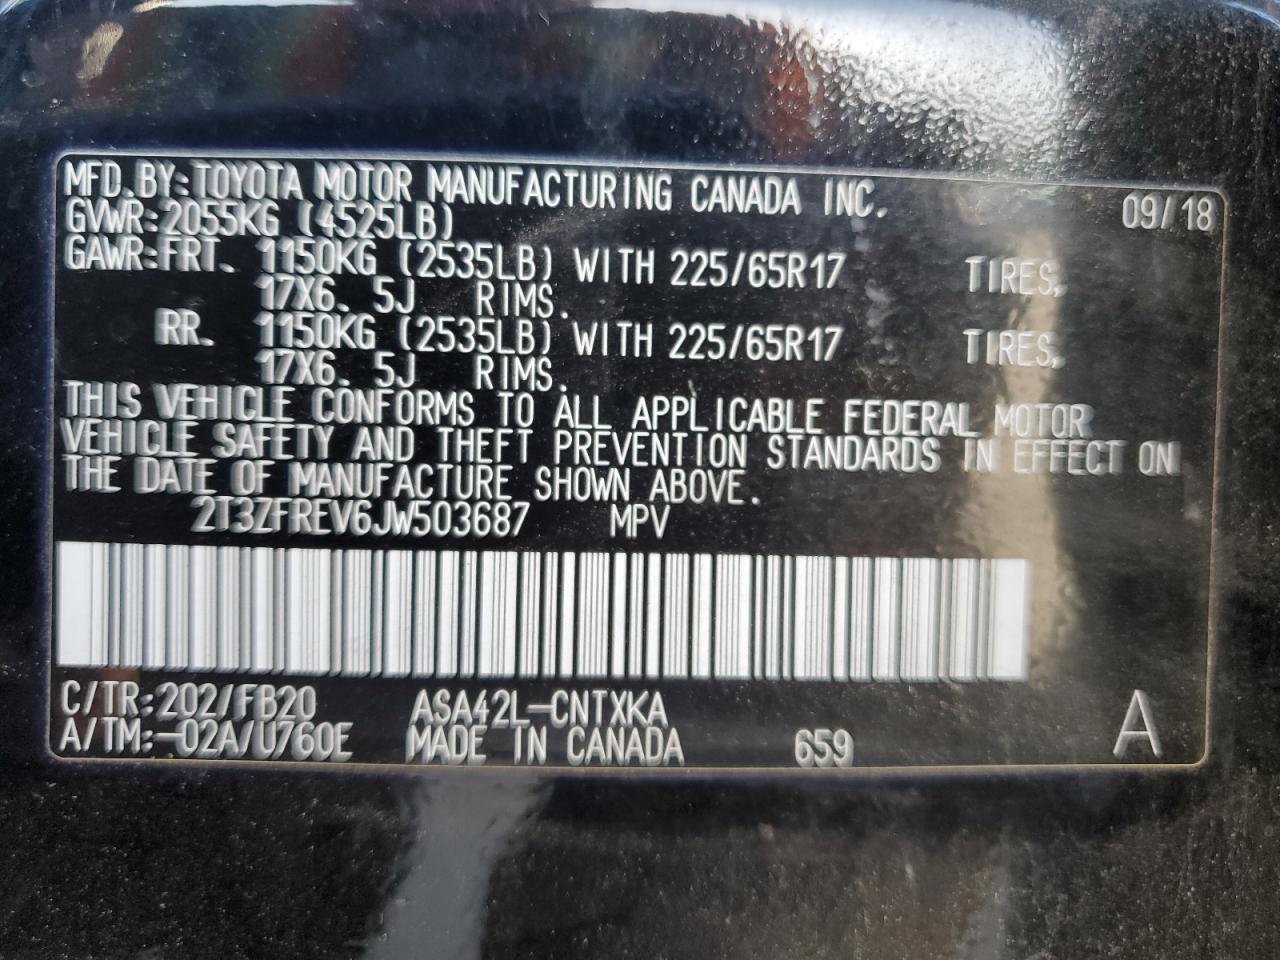 MFD.BY:TOYOTA MOTOR MANUFACTURING CANADA INC. 09/18
GVWR:2055KG (4525LB)
GAWR:FRT. 1150KG (2535LB) WITH 225/65R17 TIRES,
17X6.5J RIMS.
RR. 1150KG (2535LB) WITH 225/65R17 TIRES,
17X6.5J RIMS.
THIS VEHICLE CONFORMS TO ALL APPLICABLE FEDERAL MOTOR
VEHICLE SAFETY AND THEFT PREVENTION STANDARDS IN EFFECT ON
THE DATE OF MANUFACTURE SHOWN ABOVE.
2T3ZFREV6JW503687 MPV
C/TR:202/FB20 ASA42L-CNTXKA
A/TM:-02A/U760E MADE IN CANADA 659 A